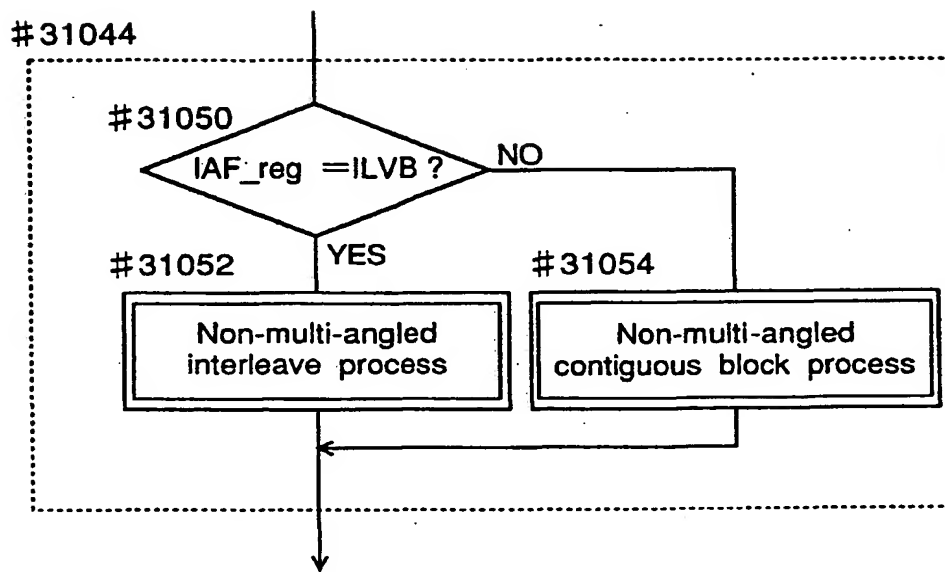 #31044
#31050
IAF_reg =ILVB ?
NO
YES
#31052
#31054
Non-multi-angled
interleave process
Non-multi-angled
contiguous block process